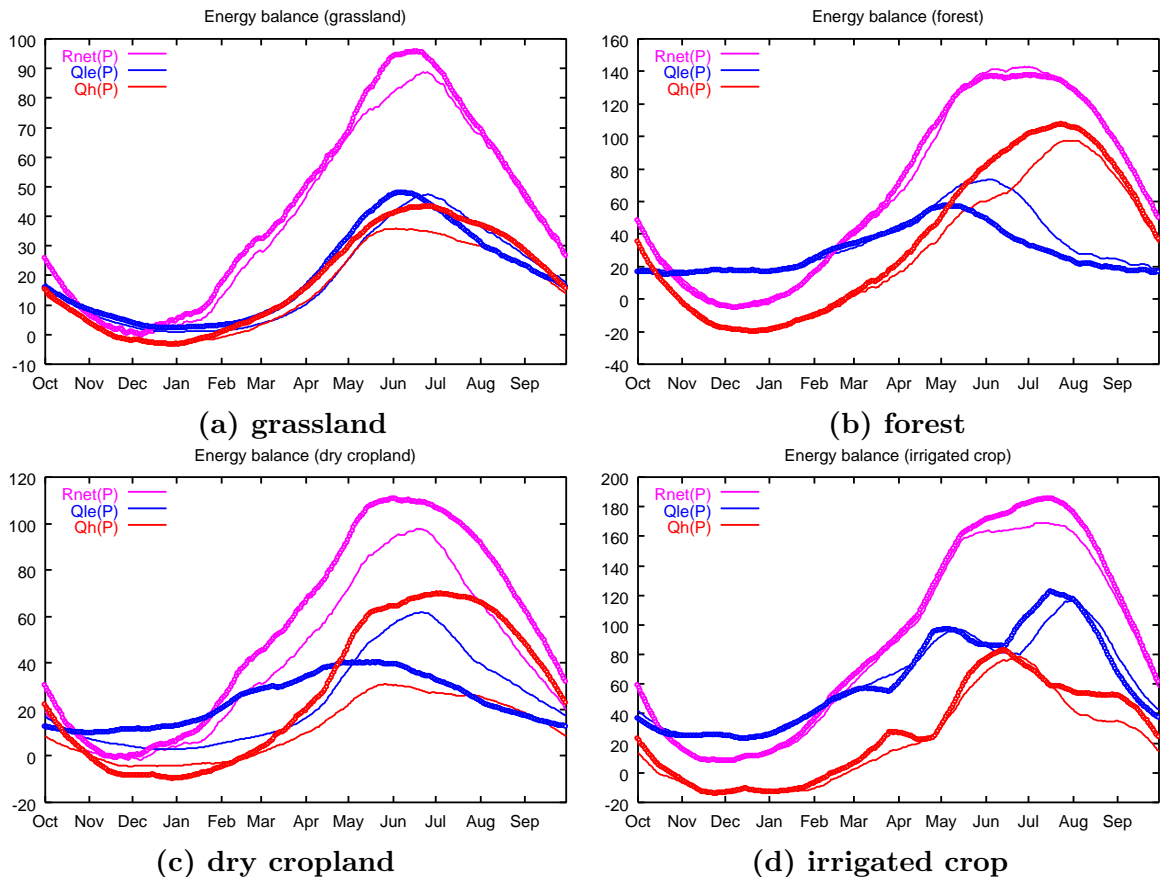 Energy balance (grassland)
100
90
80
70
60
50
40
30
20
10
0
-10
Rnet(P)
Qle(P)
Qh(P)
Oct Nov Dec Jan Feb Mar Apr May Jun Jul Aug Sep
(a) grassland
Energy balance (forest)
160
140
120
100
80
60
40
20
0
-20
-40
Rnet(P)
Qle(P)
Qh(P)
Oct Nov Dec Jan Feb Mar Apr May Jun Jul Aug Sep
(b) forest
Energy balance (dry cropland)
120
100
80
60
40
20
0
-20
Rnet(P)
Qle(P)
Qh(P)
Oct Nov Dec Jan Feb Mar Apr May Jun Jul Aug Sep
(c) dry cropland
Energy balance (irrigated crop)
200
180
160
140
120
100
80
60
40
20
0
-20
Rnet(P)
Qle(P)
Qh(P)
Oct Nov Dec Jan Feb Mar Apr May Jun Jul Aug Sep
(d) irrigated crop